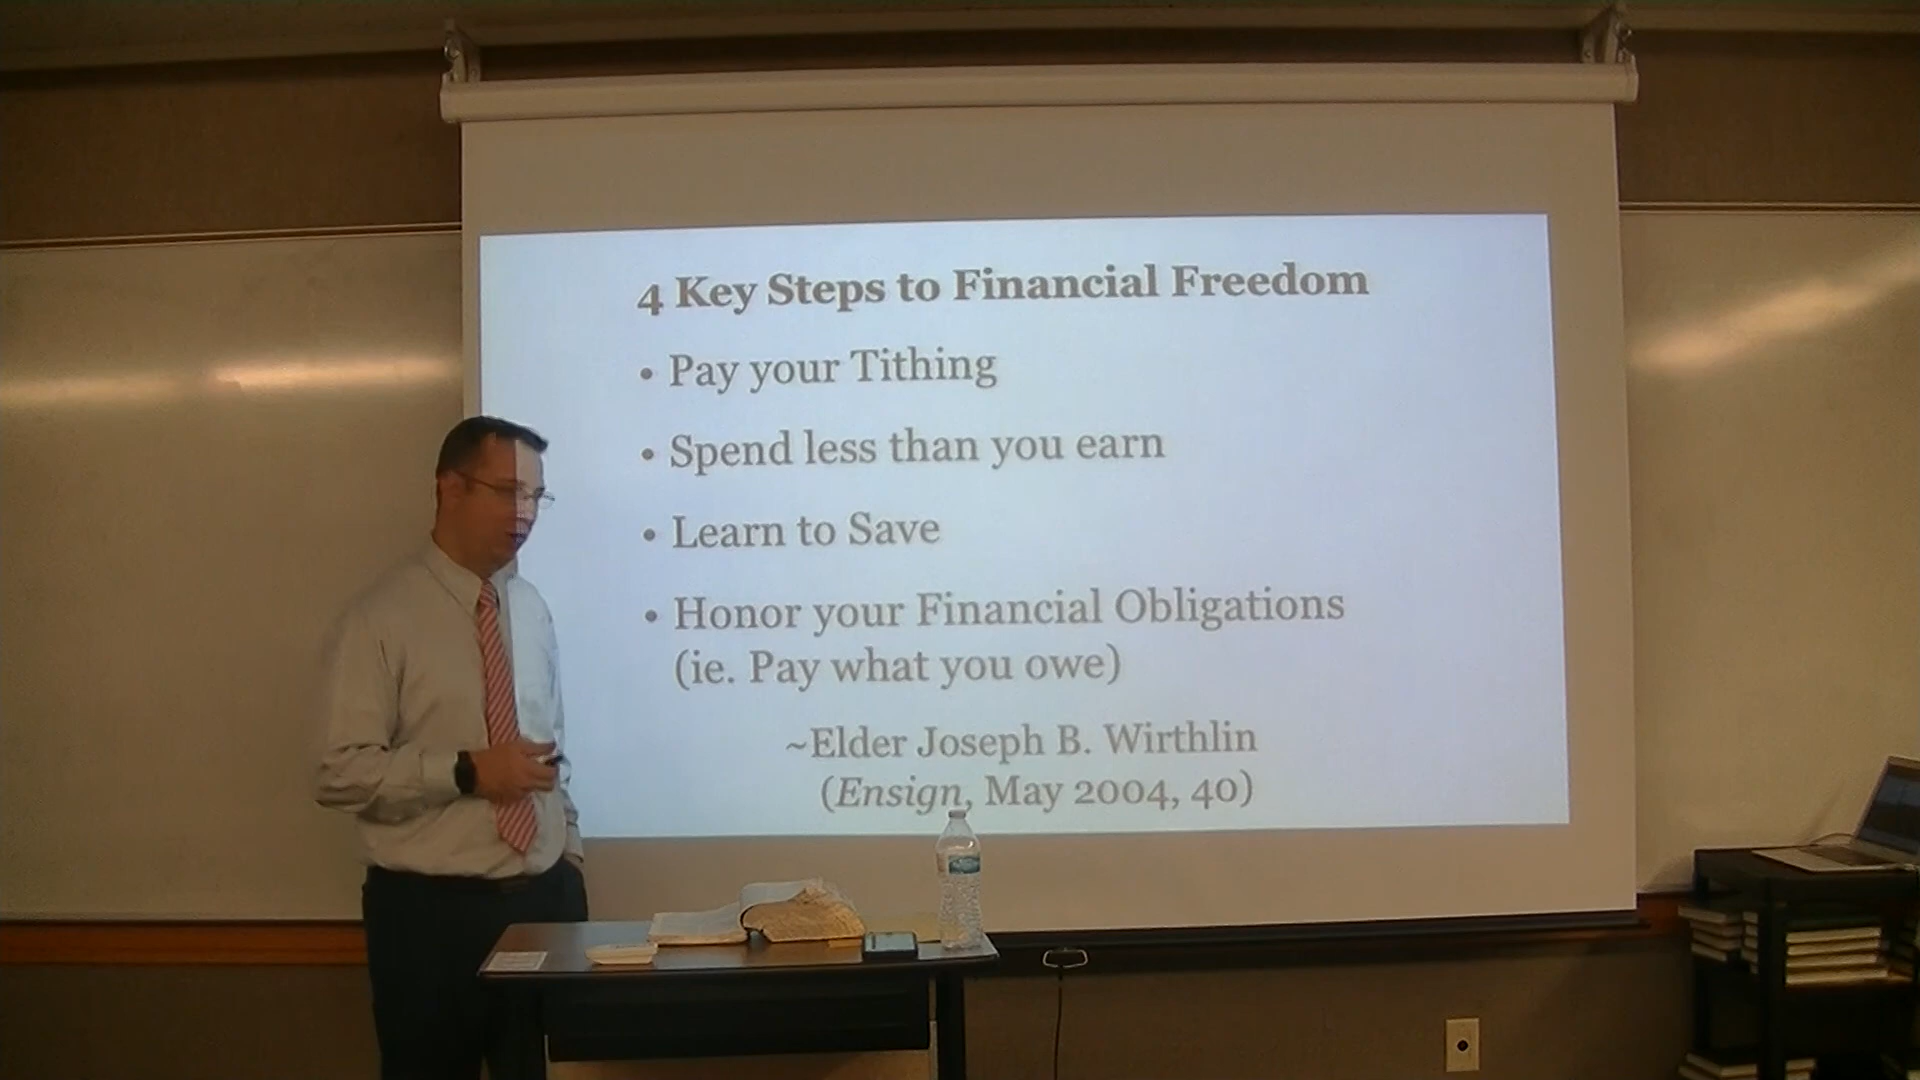 4 Key Steps to Financial Freedom
• Pay your Tithing
• Spend less than you earn
• Learn to Save
• Honor your Financial Obligations
(ie. Pay what you owe)
~Elder Joseph B. Wirthlin
(Ensign, May 2004, 40)